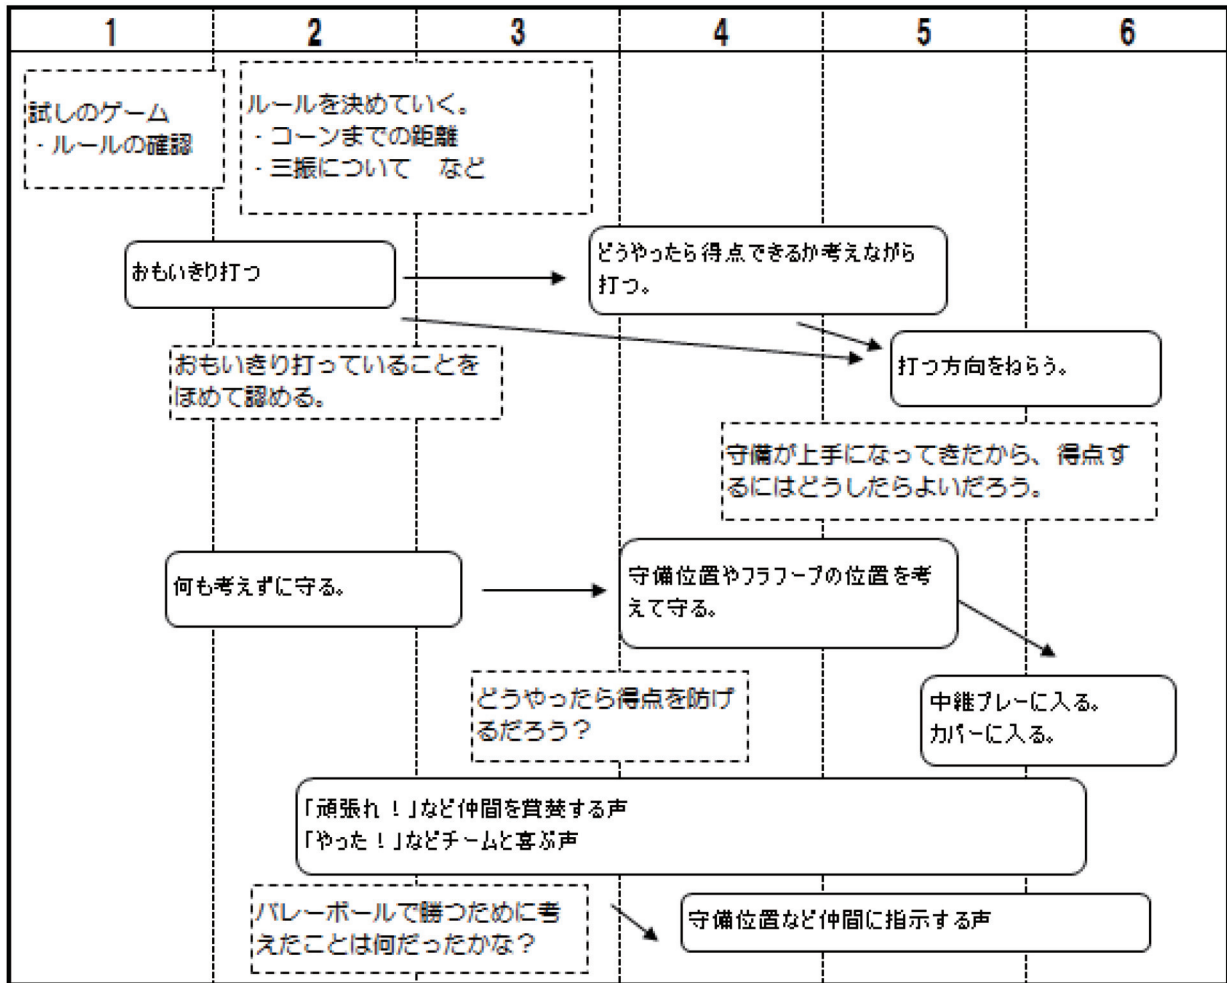 1 2 3 4 5 6
試しのゲーム
・ルールの確認
ルールを決めていく。
・コーンまでの距離
・三振について など
おもいきり打つ
どうやったら得点できるか考えながら
打つ。
おもいきり打っていることを
ほめて認める。
打つ方向をねらう。
守備が上手になってきたから、得点す
るにはどうしたらよいだろう。
何も考えずに守る。
守備位置やフラフープの位置を考
えて守る。
どうやったら得点を防げ
るだろう？
中継プレーに入る。
カバーに入る。
「頑張れ！」など仲間を賞賛する声
「やった！」などチームと喜ぶ声
バレーボールで勝つために考
えたことは何だったかな？
守備位置など仲間に指示する声